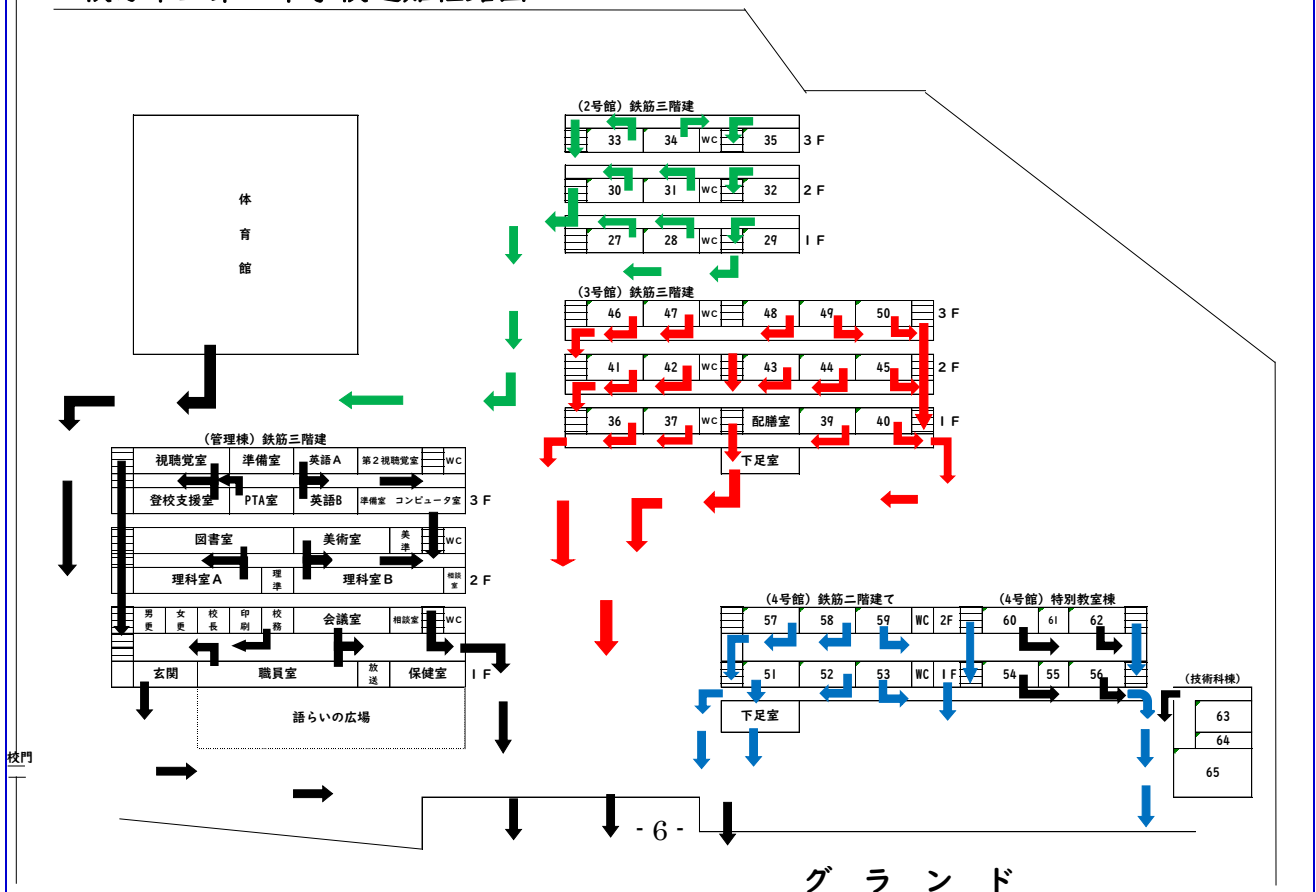 (2号館) 鉄筋三階建
33 34 WC 35 3F
30 31 WC 32 2F
27 28 WC 29 1F
体育館
(3号館) 鉄筋三階建
46 47 WC 48 49 50 3F
41 42 WC 43 44 45 2F
36 37 WC 配膳室 39 40 1F
下足室
(管理棟) 鉄筋三階建
視聴覚室 準備室 英語A 第2視聴覚室 WC
登校支援室 PTA室 英語B 準備室 コンピュータ室 3F
図書室 美術室 美準 WC
理科室A 理準 理科室B 相談室 2F
男更 女更 校長 印刷 校務 会議室 相談室 WC
玄関 職員室 放送 保健室 1F
語らいの広場
(4号館) 鉄筋二階建て (4号館) 特別教室棟
57 58 59 WC 2F 60 61 62
51 52 53 WC 1F 54 55 56
下足室
(技術科棟)
63
64
65
校門
- 6 -
グランド